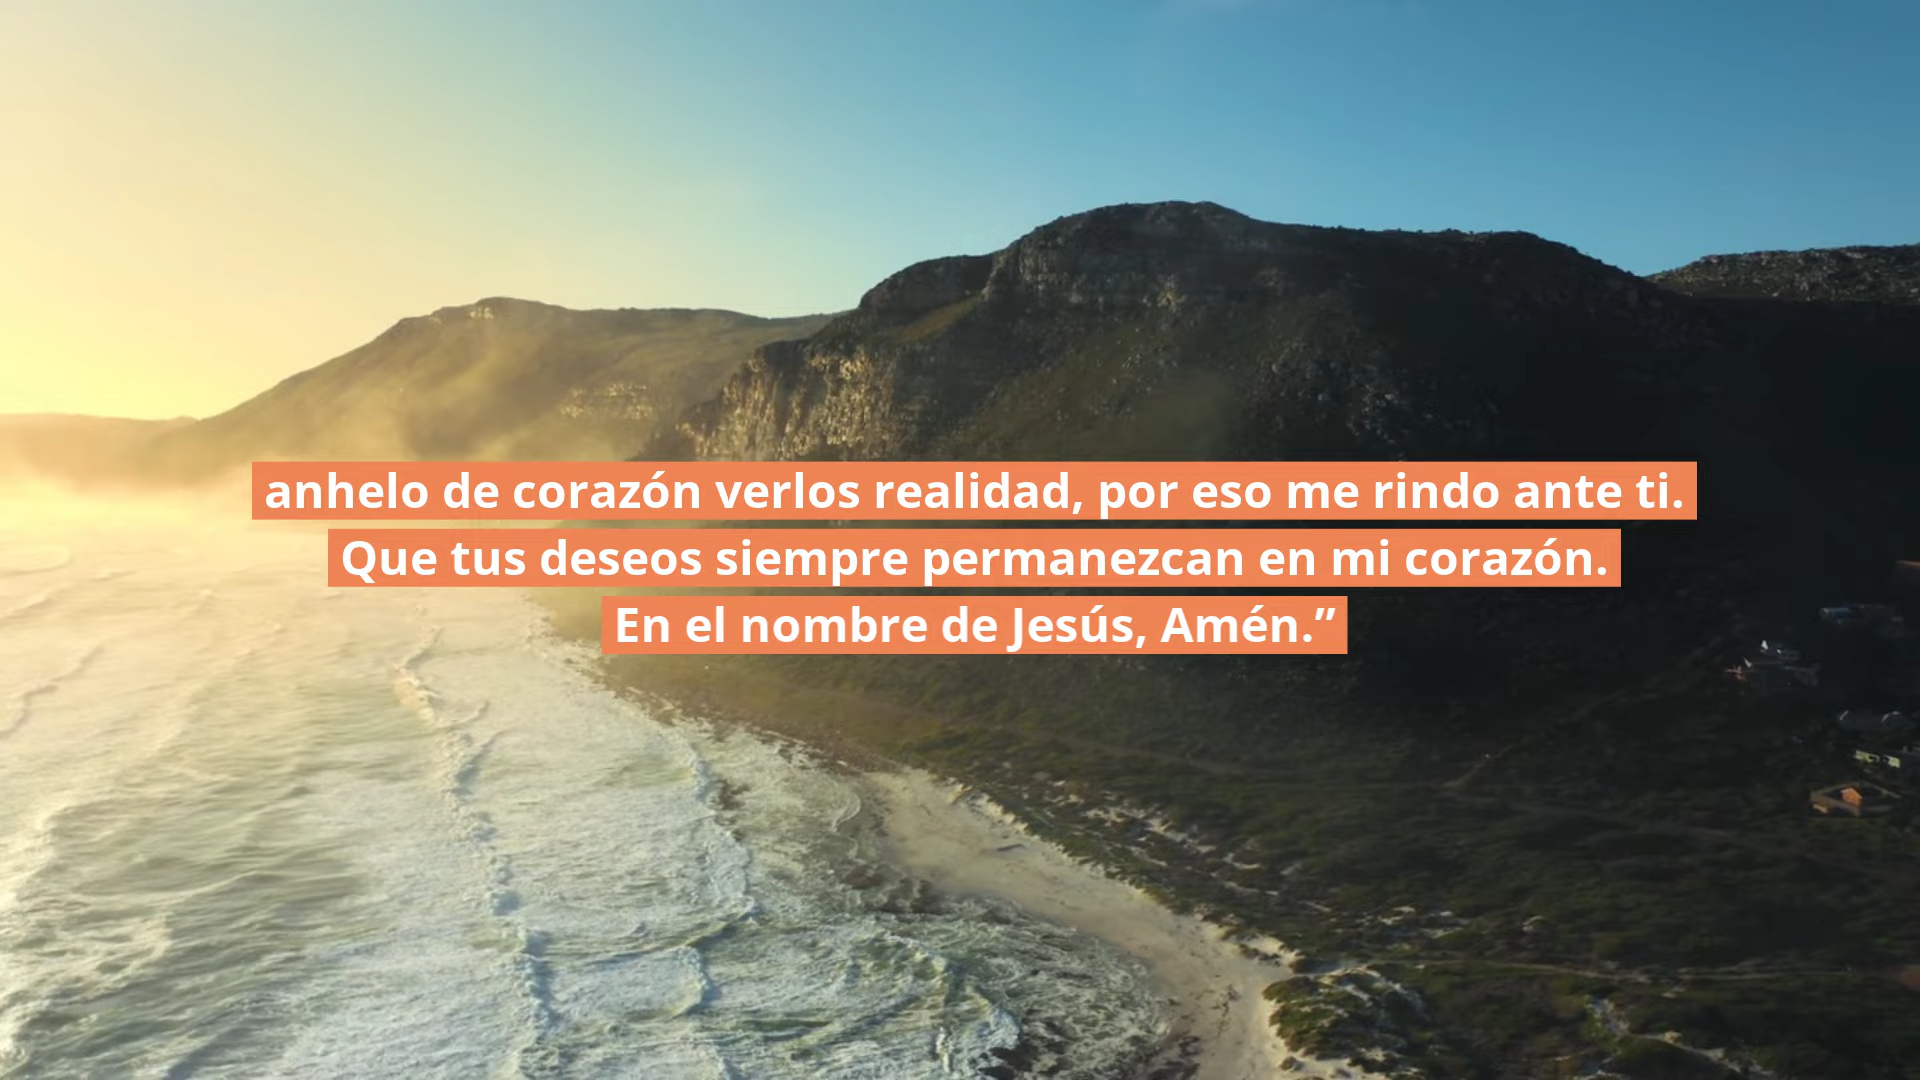 anhelo de corazón verlos realidad, por eso me rindo ante ti.
Que tus deseos siempre permanezcan en mi corazón.
En el nombre de Jesús, Amén.”